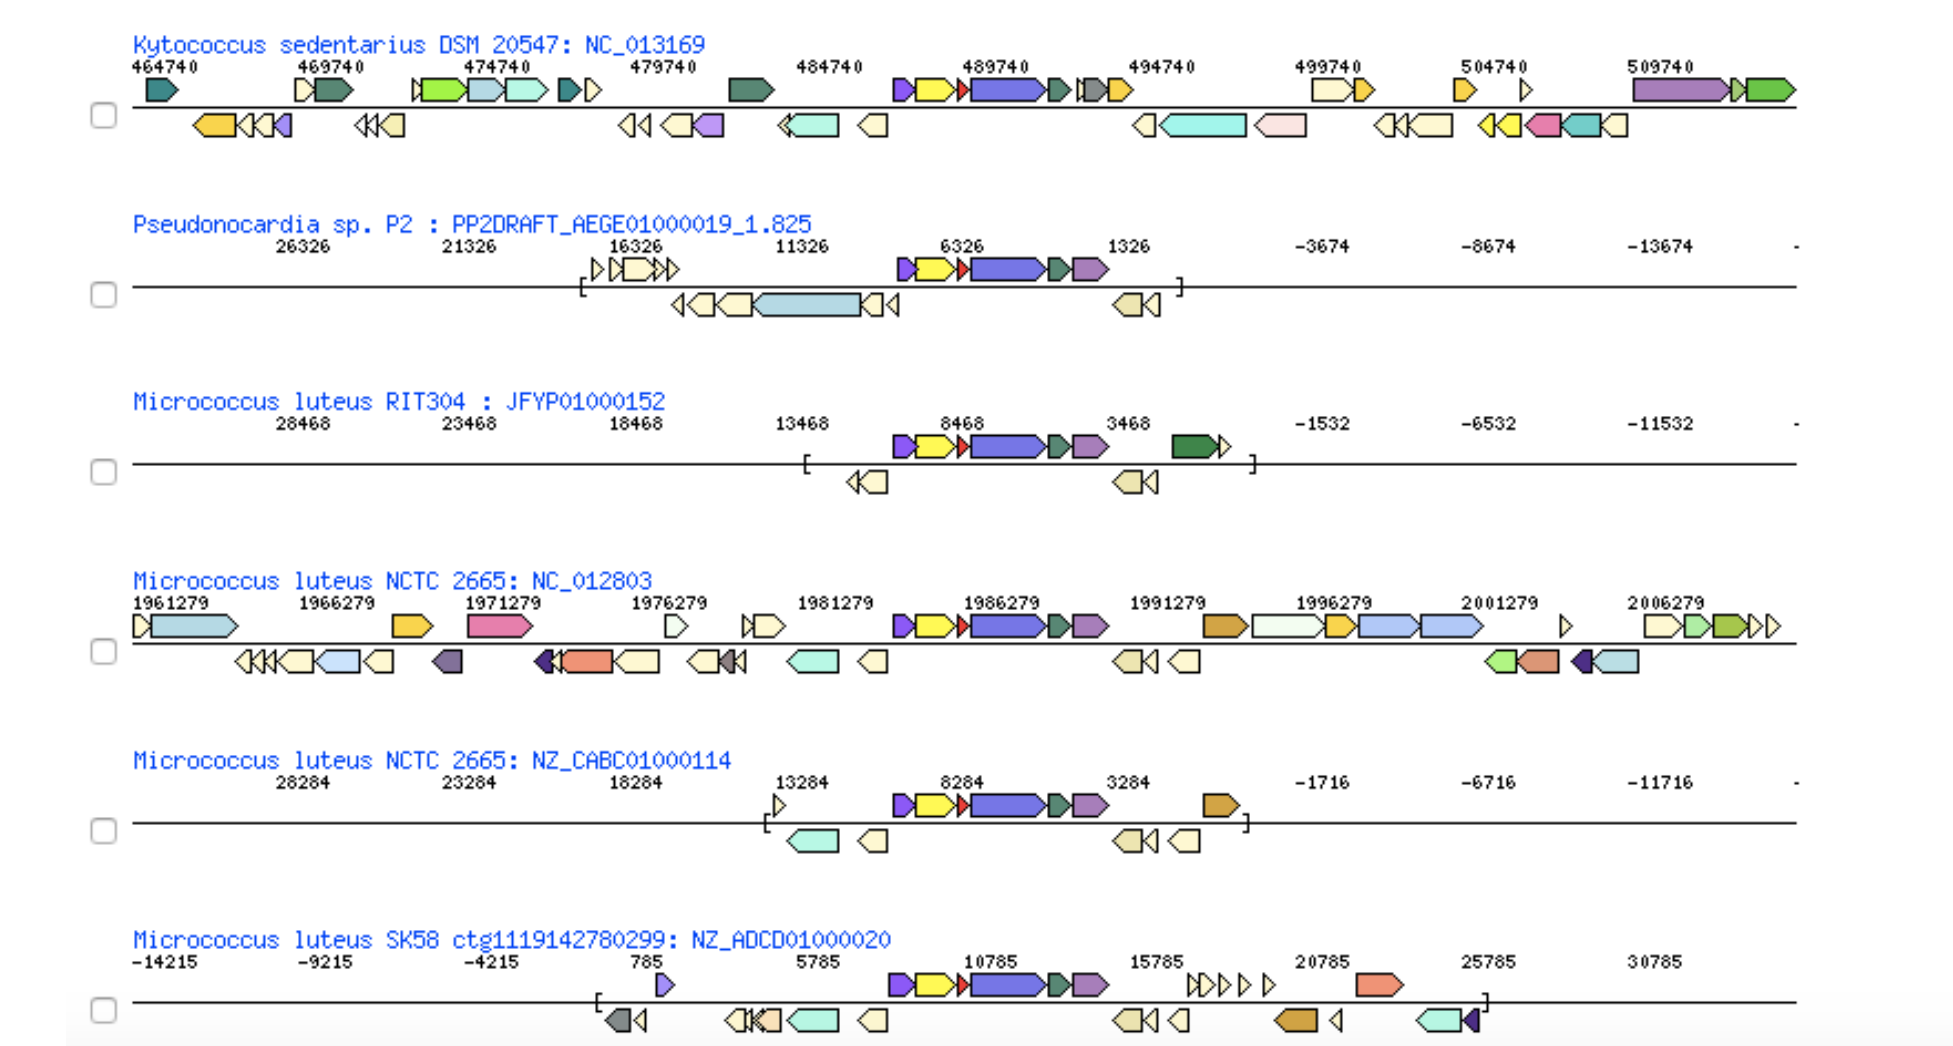 Kytococcus sedentarius DSM 20547: NC_013169
464740 469740 474740 479740 484740 489740 494740 499740 504740 509740
Pseudonocardia sp. P2 : PP2DRAFT_AEGE01000019_1.825
26326 21326 16326 11326 6326 1326 -3674 -8674 -13674 -
Micrococcus luteus RIT304 : JFYP01000152
28468 23468 18468 13468 8468 3468 -1532 -6532 -11532 -
Micrococcus luteus NCTC 2665: NC_012803
1961279 1966279 1971279 1976279 1981279 1986279 1991279 1996279 2001279 2006279
Micrococcus luteus NCTC 2665: NZ_CABC01000114
28284 23284 18284 13284 8284 3284 -1716 -6716 -11716 -
Micrococcus luteus SK58 ctg1119142780299: NZ_ADCD01000020
-14215 -9215 -4215 785 5785 10785 15785 20785 25785 30785